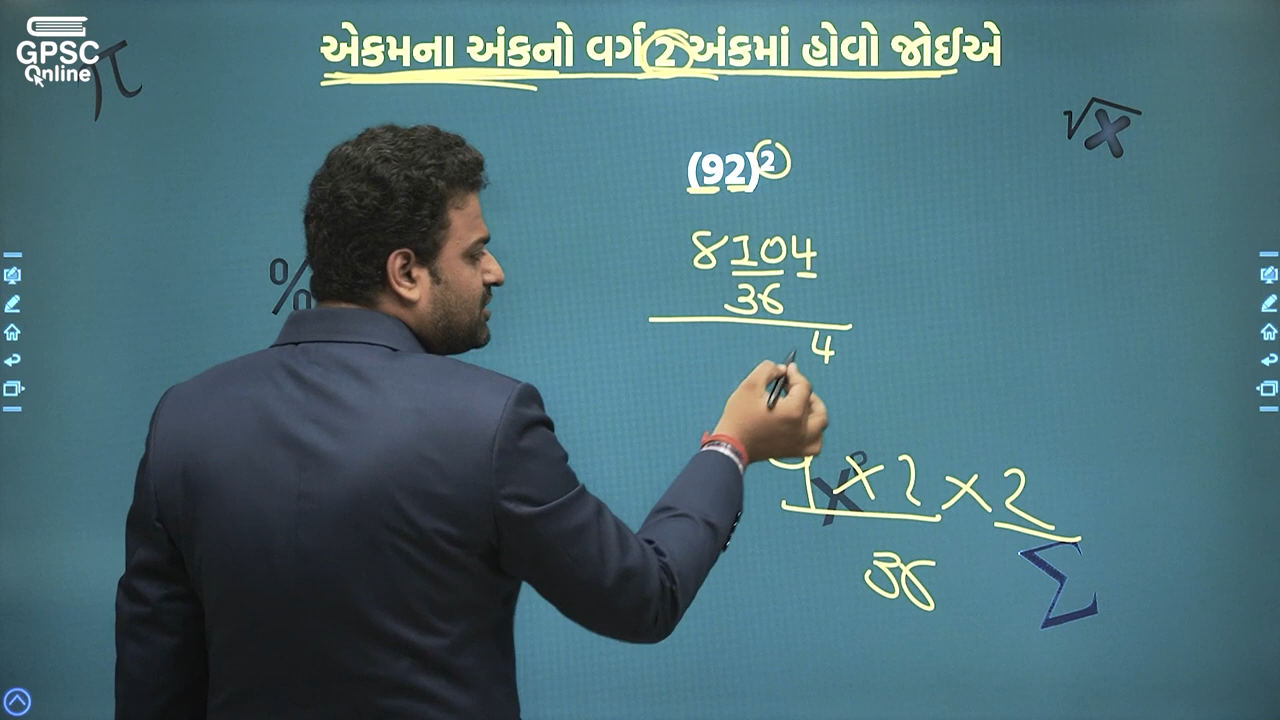 GPSC
Online
એકમના અંકનો વર્ગ 2 અંકમાં હોવો જોઈએ
π
√x
(92)²
%
8104
36
4
9 × 2 × 2
x°
36
Σ